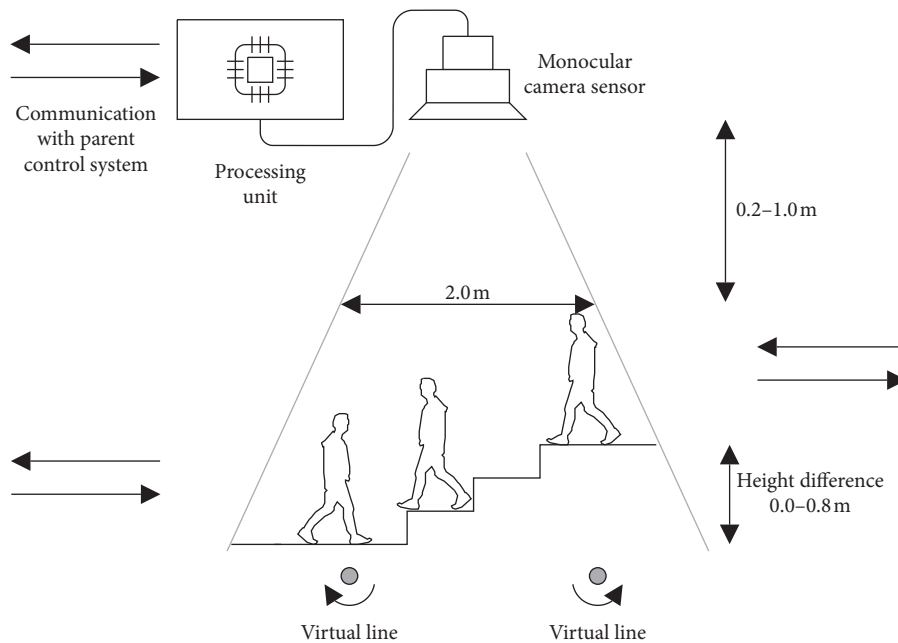 Monocular
camera sensor
Communication
with parent
control system
Processing
unit
0.2–1.0 m
2.0 m
Height difference
0.0–0.8 m
Virtual line
Virtual line